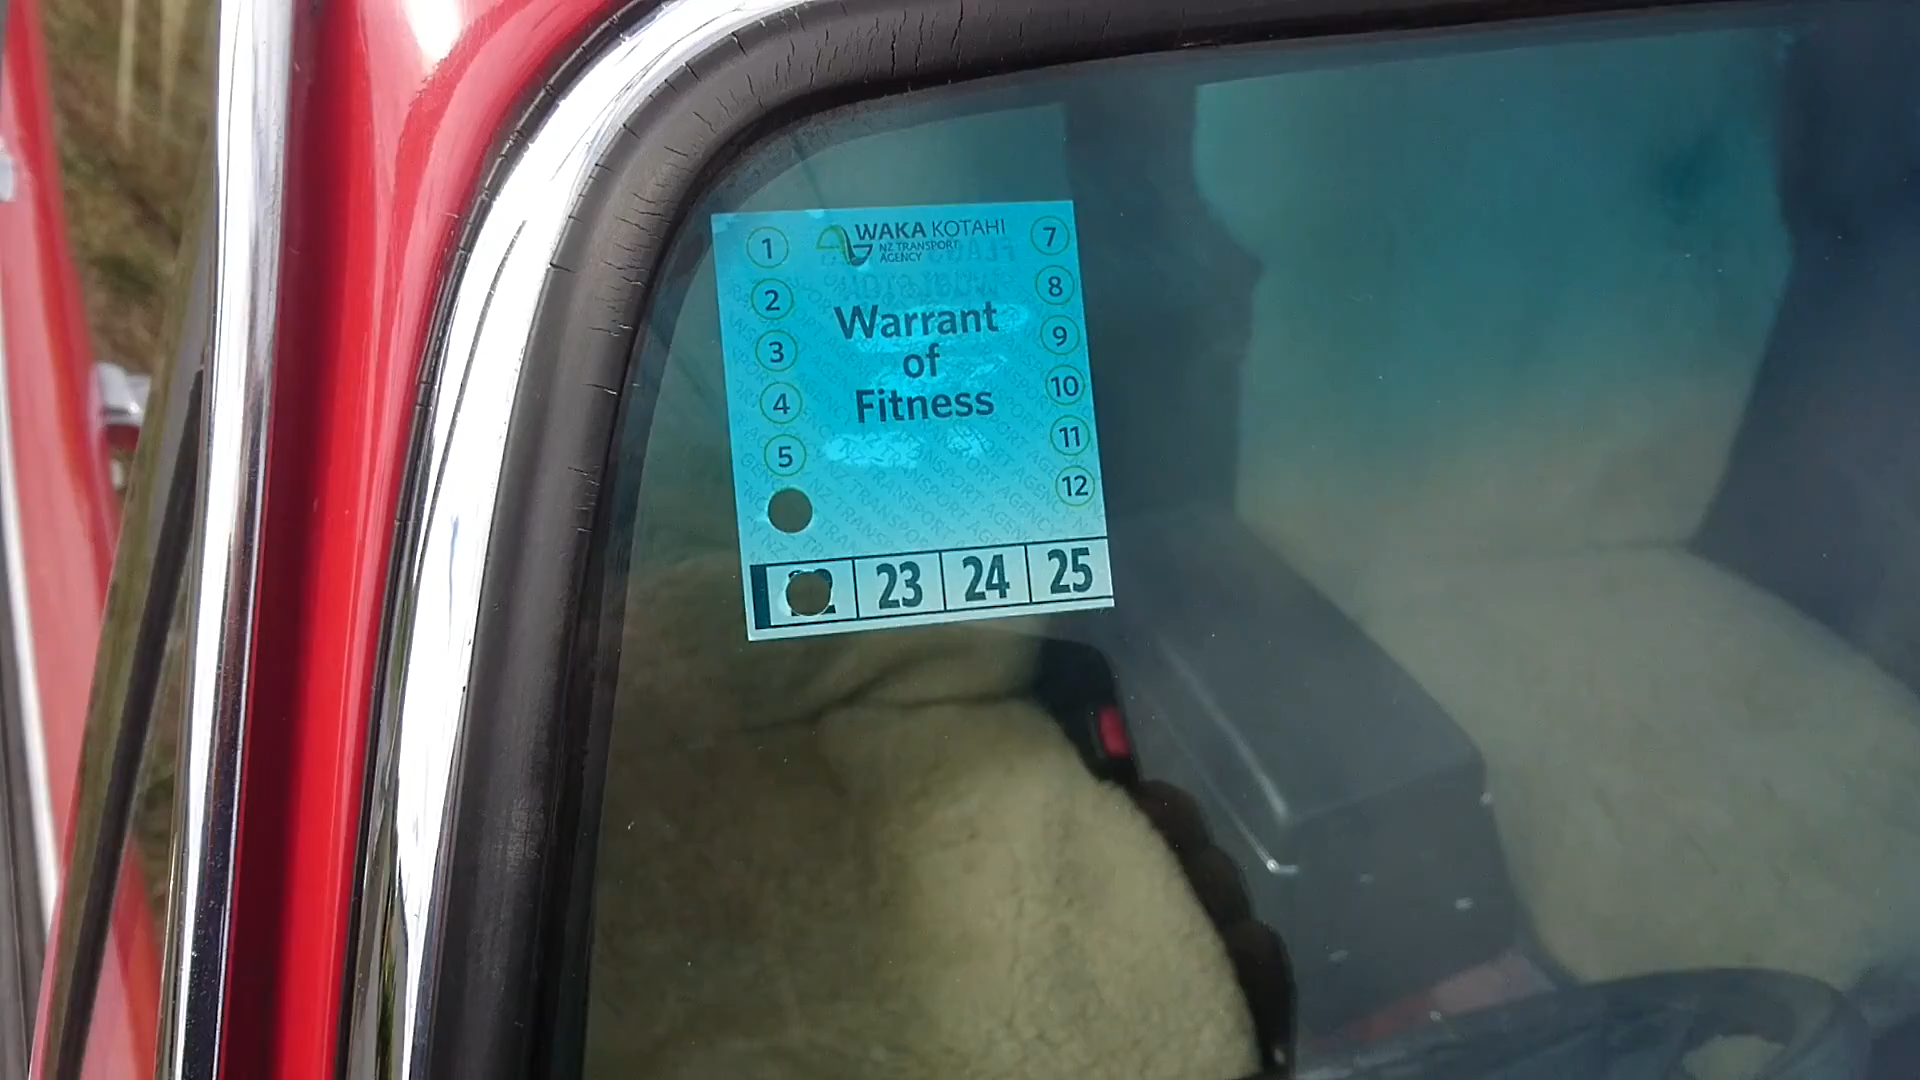 WAKA KOTAHI
NZ TRANSPORT
AGENCY
Warrant
of
Fitness
1
2
3
4
5
7
8
9
10
11
12
23 24 25